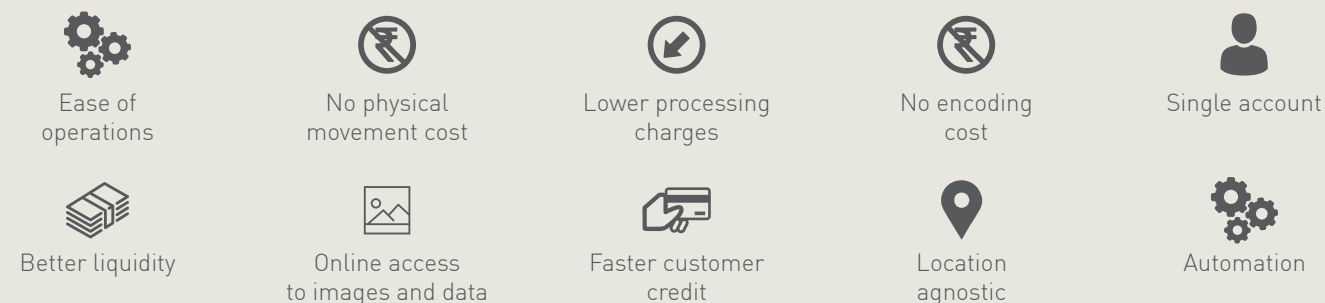 Ease of
operations
No physical
movement cost
Lower processing
charges
No encoding
cost
Single account
Better liquidity
Online access
to images and data
Faster customer
credit
Location
agnostic
Automation